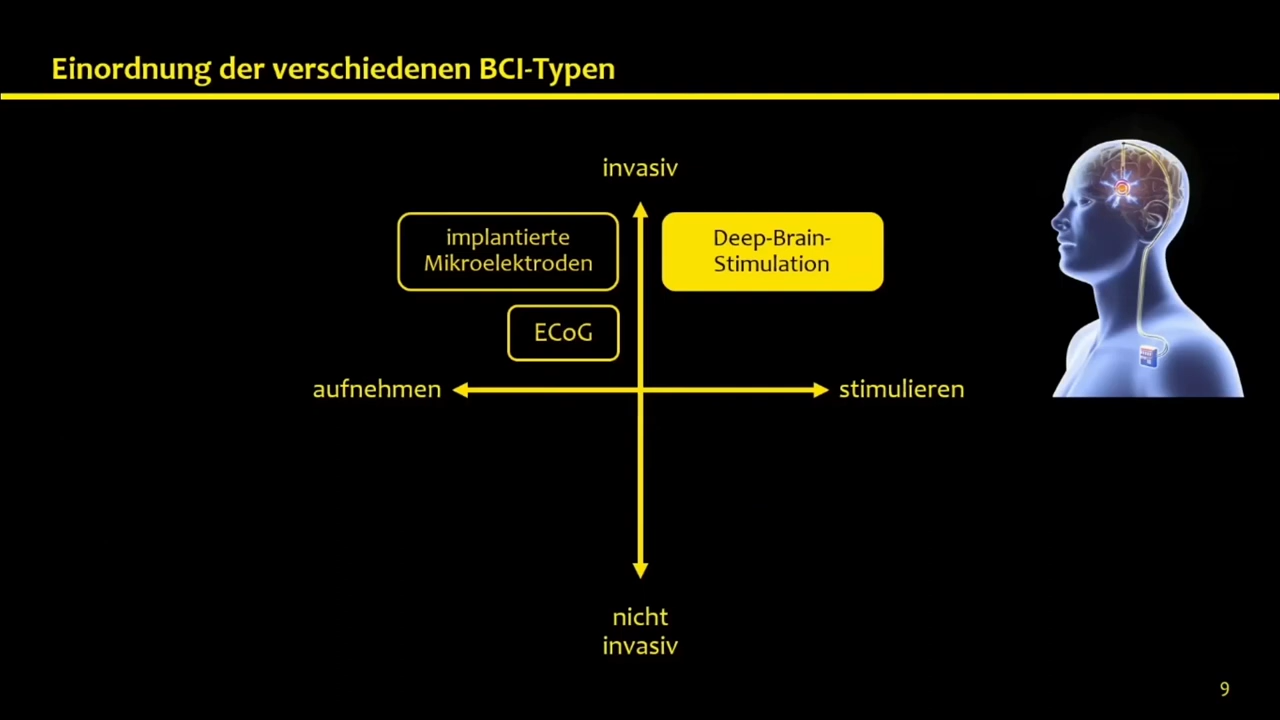 Einordnung der verschiedenen BCI-Typen
invasiv
implantierte
Mikroelektroden
Deep-Brain-
Stimulation
ECoG
aufnehmen
stimulieren
nicht
invasiv
9